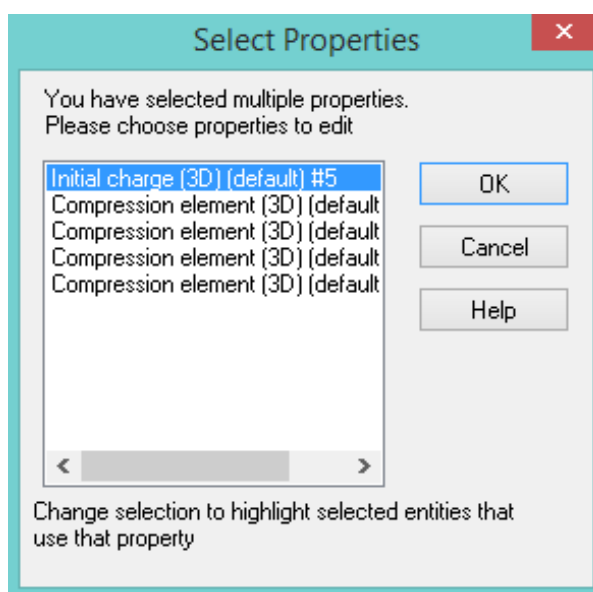 Select Properties
You have selected multiple properties.
Please choose properties to edit
Initial charge (3D) (default) #5
Compression element (3D) (default
Compression element (3D) (default
Compression element (3D) (default
Compression element (3D) (default
OK
Cancel
Help
Change selection to highlight selected entities that
use that property